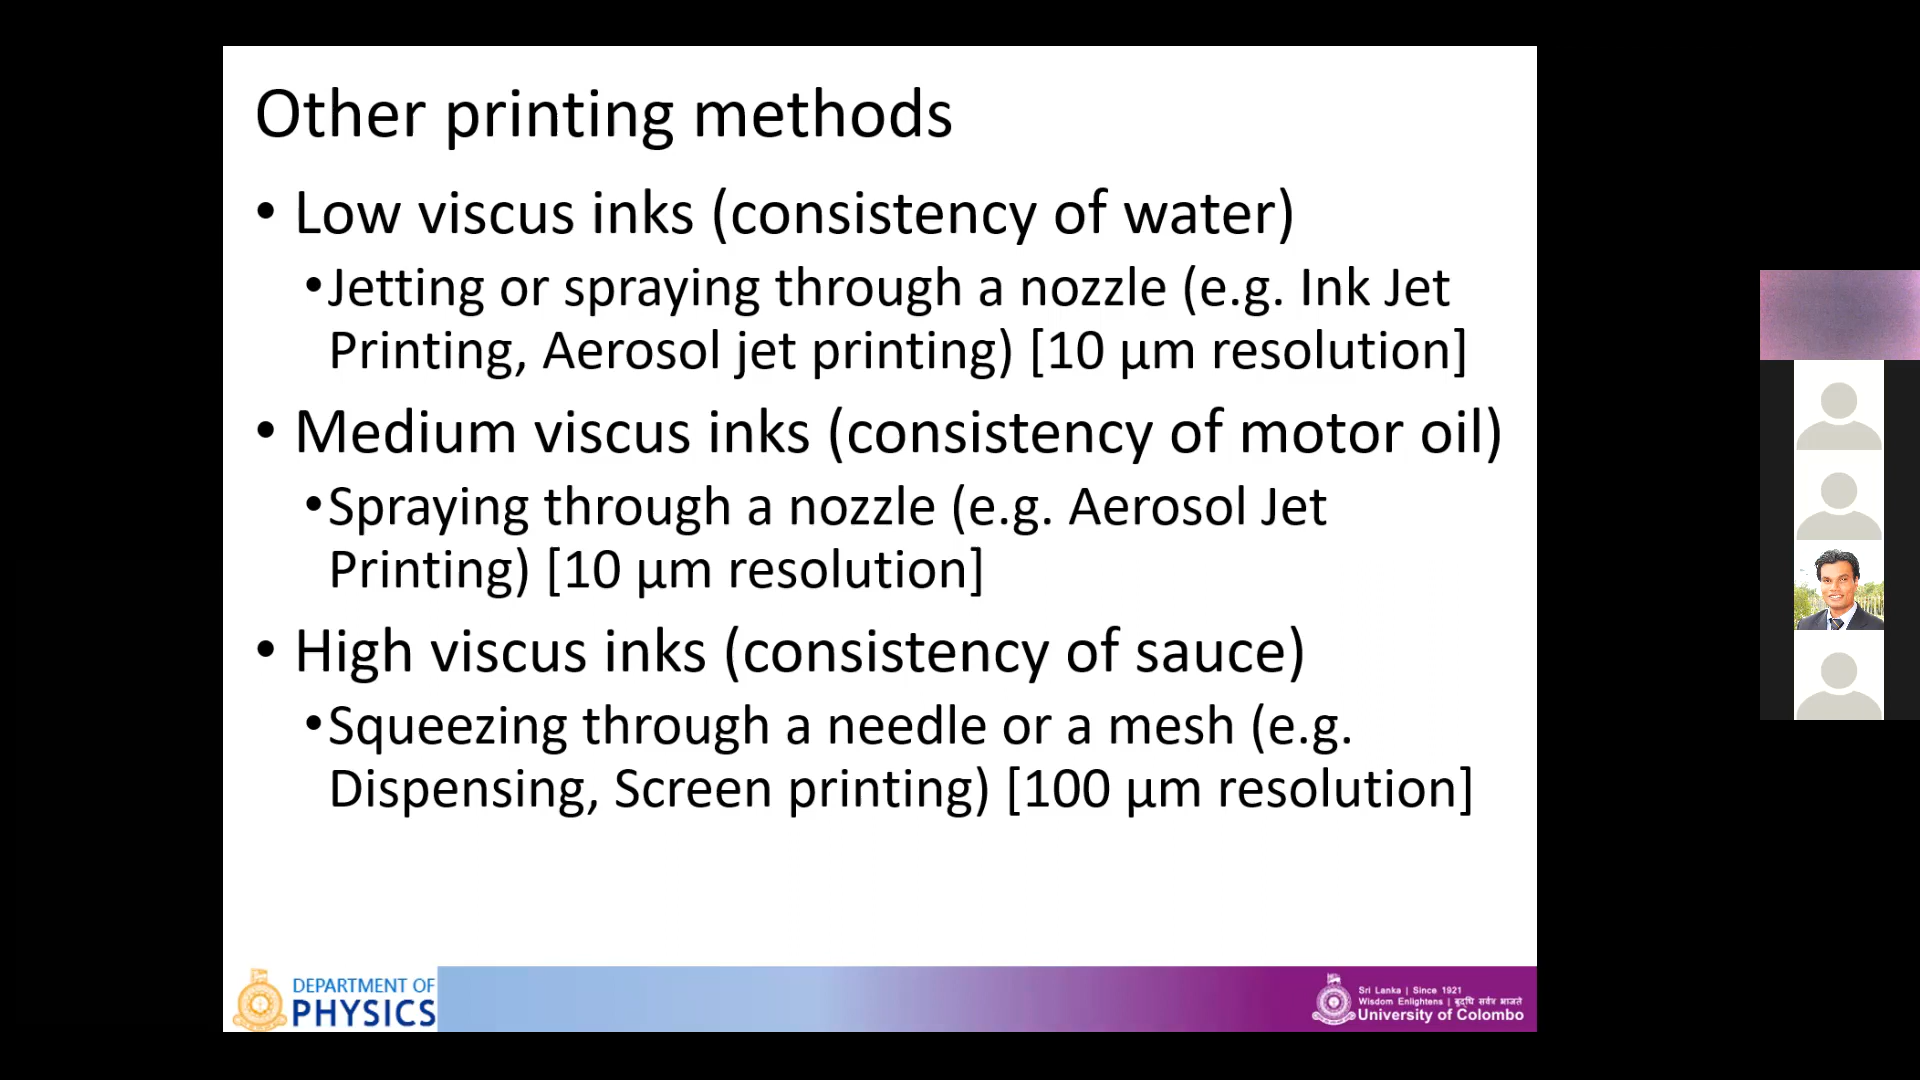 Other printing methods
• Low viscus inks (consistency of water)
•Jetting or spraying through a nozzle (e.g. Ink Jet
Printing, Aerosol jet printing) [10 µm resolution]
• Medium viscus inks (consistency of motor oil)
•Spraying through a nozzle (e.g. Aerosol Jet
Printing) [10 µm resolution]
• High viscus inks (consistency of sauce)
•Squeezing through a needle or a mesh (e.g.
Dispensing, Screen printing) [100 µm resolution]
DEPARTMENT OF
PHYSICS
Sri Lanka | Since 1921
Wisdom Enlightens | बुद्धि सर्वत्र भ्राजते
University of Colombo